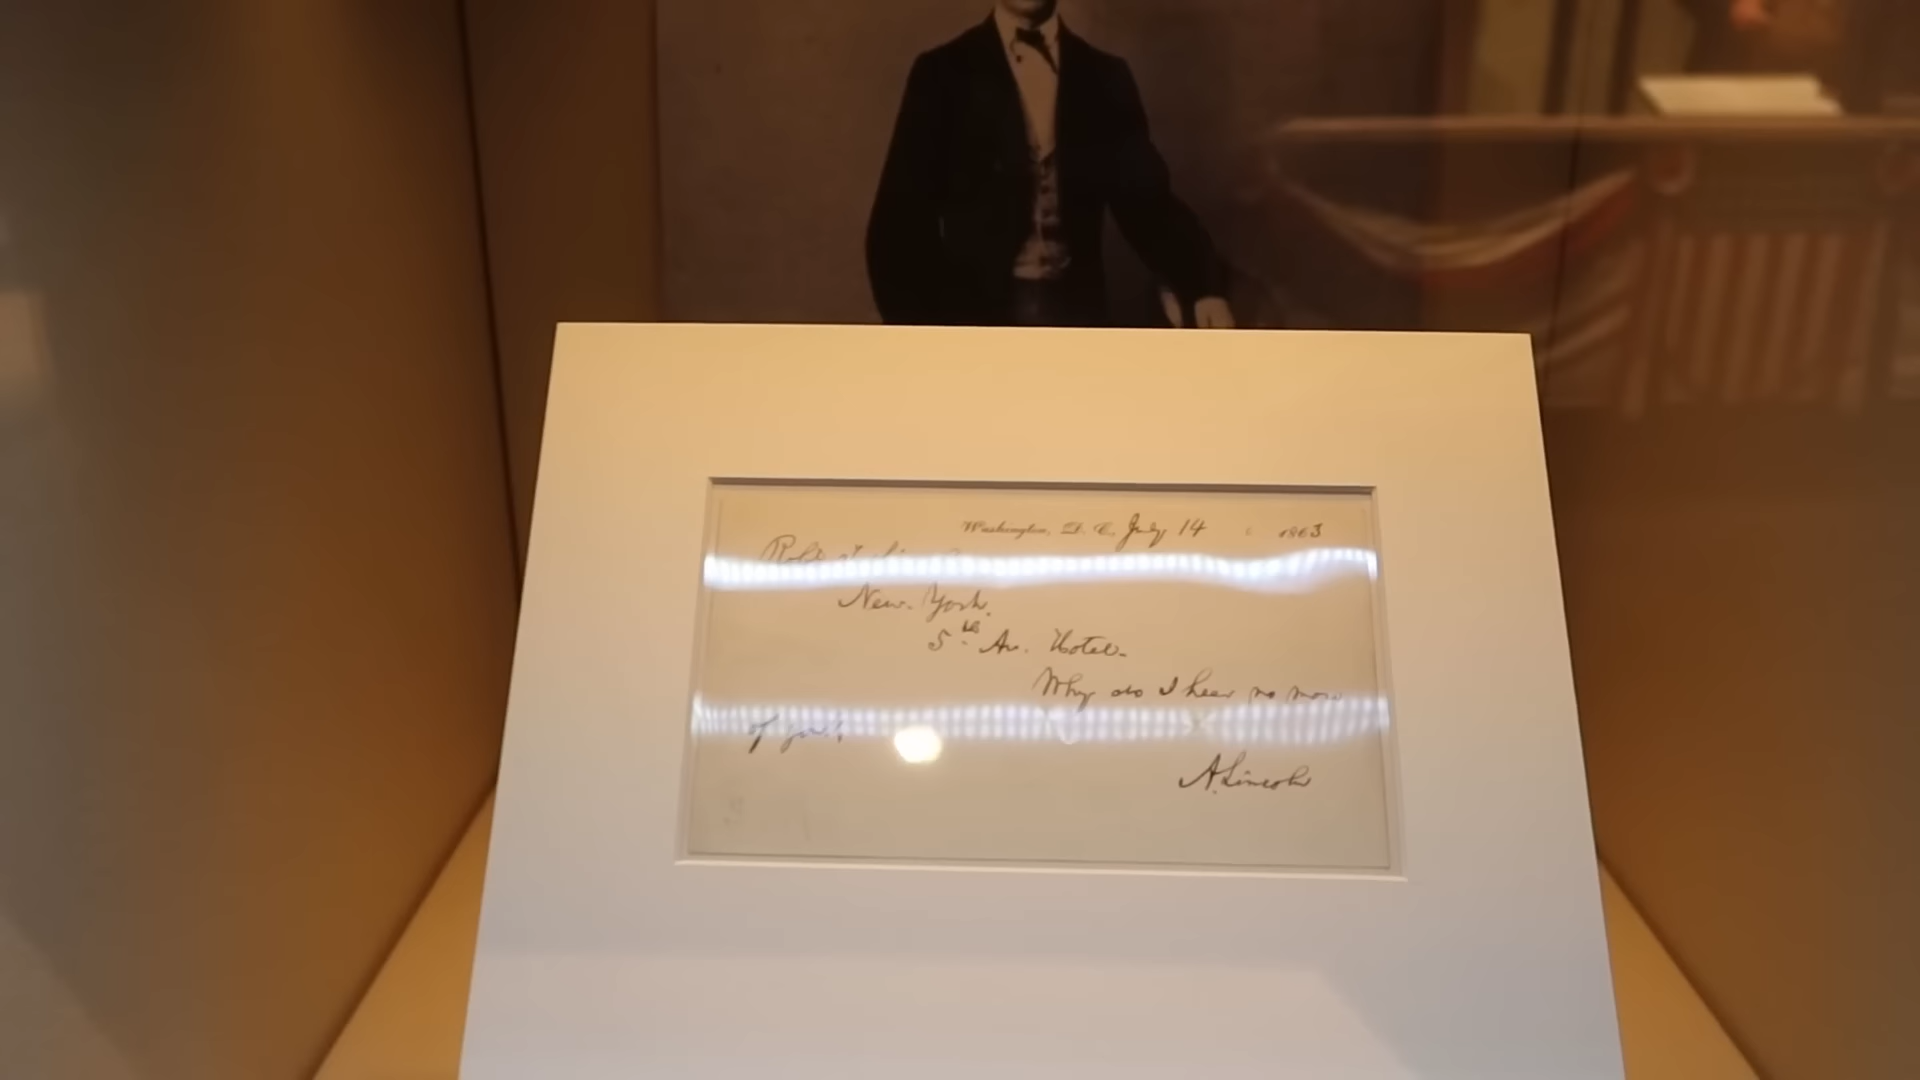 Washington, D. C. July 14 1863
New-York.
5th Av. Hotel-
Why do I hear no more
of you?
A. Lincoln